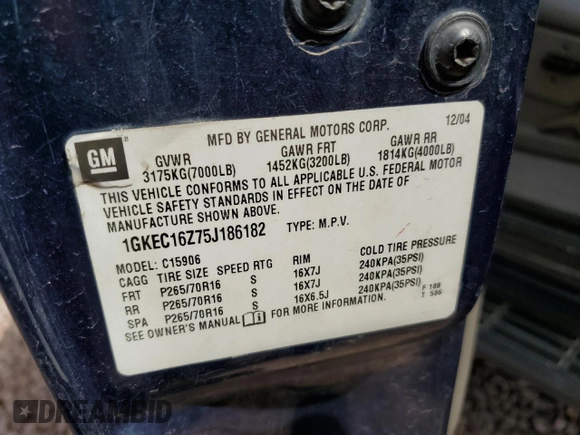 12/04
MFD BY GENERAL MOTORS CORP.
GM
GVWR GAWR FRT GAWR RR
3175KG(7000LB) 1452KG(3200LB) 1814KG(4000LB)
THIS VEHICLE CONFORMS TO ALL APPLICABLE U.S. FEDERAL MOTOR
VEHICLE SAFETY STANDARDS IN EFFECT ON THE DATE OF
MANUFACTURE SHOWN ABOVE.
1GKEC16Z75J186182 TYPE: M.P.V.
MODEL: C15906
CAGG TIRE SIZE SPEED RTG RIM COLD TIRE PRESSURE
FRT P265/70R16 S 16X7J 240KPA(35PSI)
RR P265/70R16 S 16X7J 240KPA(35PSI)
SPA P265/70R16 S 16X6.5J 240KPA(35PSI)
SEE OWNER'S MANUAL FOR MORE INFORMATION.
F 188
T 586
DREAMBID